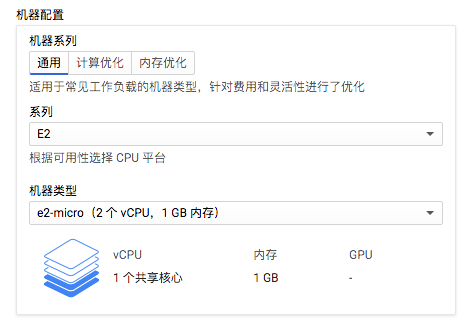 机器配置
机器系列
通用 计算优化 内存优化
适用于常见工作负载的机器类型，针对费用和灵活性进行了优化
系列
E2
根据可用性选择 CPU 平台
机器类型
e2-micro（2 个 vCPU，1 GB 内存）
vCPU 内存 GPU
1 个共享核心 1 GB -